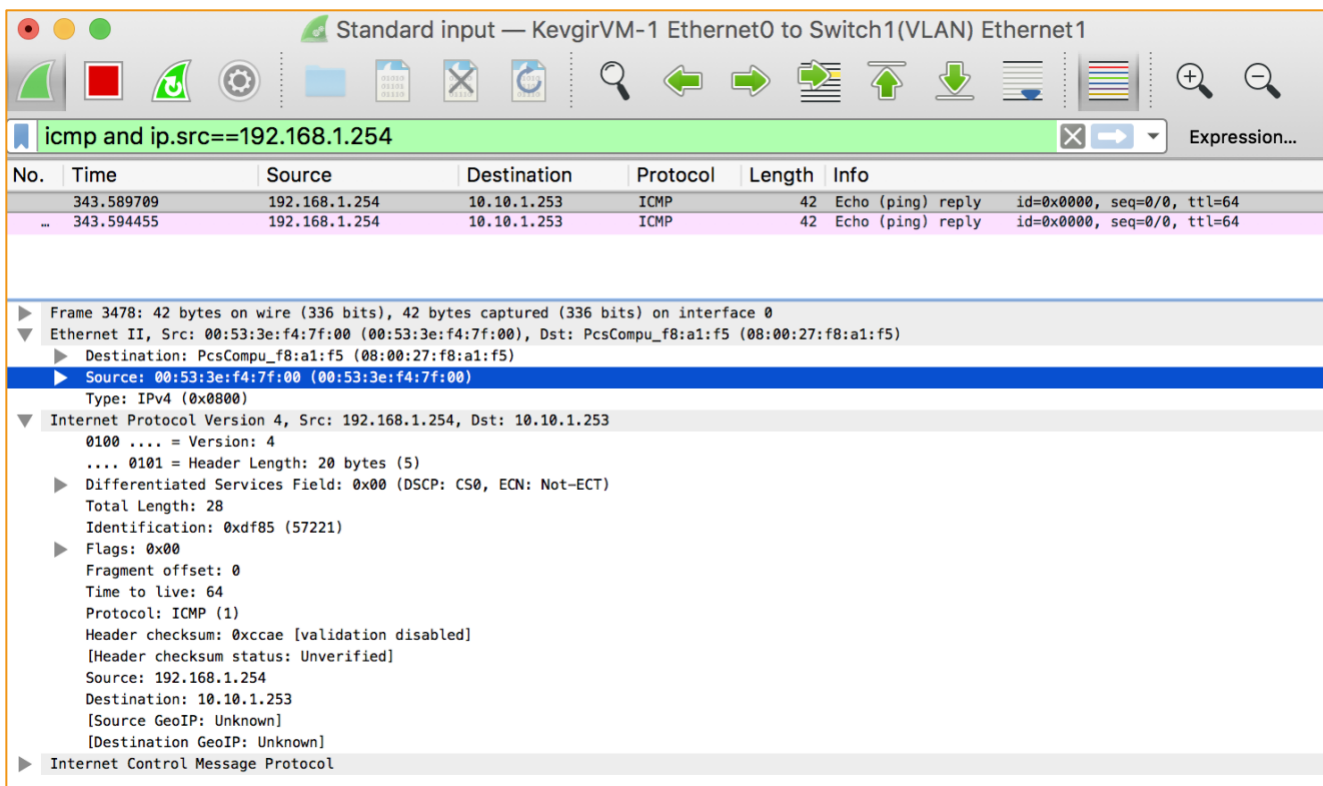 Standard input — KevgirVM-1 Ethernet0 to Switch1(VLAN) Ethernet1
icmp and ip.src==192.168.1.254
Expression...
No. Time Source Destination Protocol Length Info
343.589709 192.168.1.254 10.10.1.253 ICMP 42 Echo (ping) reply id=0x0000, seq=0/0, ttl=64
... 343.594455 192.168.1.254 10.10.1.253 ICMP 42 Echo (ping) reply id=0x0000, seq=0/0, ttl=64
Frame 3478: 42 bytes on wire (336 bits), 42 bytes captured (336 bits) on interface 0
Ethernet II, Src: 00:53:3e:f4:7f:00 (00:53:3e:f4:7f:00), Dst: PcsCompu_f8:a1:f5 (08:00:27:f8:a1:f5)
Destination: PcsCompu_f8:a1:f5 (08:00:27:f8:a1:f5)
Source: 00:53:3e:f4:7f:00 (00:53:3e:f4:7f:00)
Type: IPv4 (0x0800)
Internet Protocol Version 4, Src: 192.168.1.254, Dst: 10.10.1.253
0100 .... = Version: 4
.... 0101 = Header Length: 20 bytes (5)
Differentiated Services Field: 0x00 (DSCP: CS0, ECN: Not-ECT)
Total Length: 28
Identification: 0xdf85 (57221)
Flags: 0x00
Fragment offset: 0
Time to live: 64
Protocol: ICMP (1)
Header checksum: 0xccae [validation disabled]
[Header checksum status: Unverified]
Source: 192.168.1.254
Destination: 10.10.1.253
[Source GeoIP: Unknown]
[Destination GeoIP: Unknown]
Internet Control Message Protocol